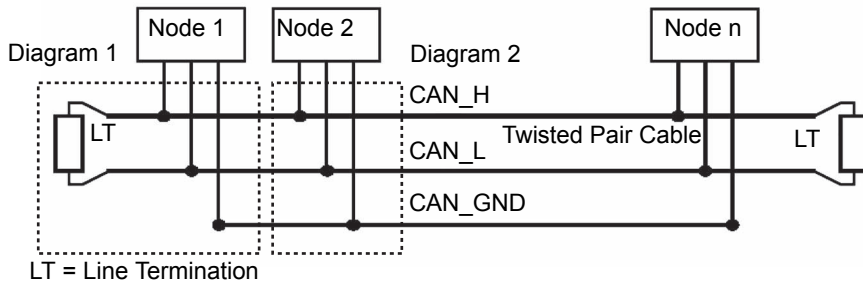 Node 1
Node 2
Node n
Diagram 1
Diagram 2
CAN_H
LT
Twisted Pair Cable
LT
CAN_L
CAN_GND
LT = Line Termination